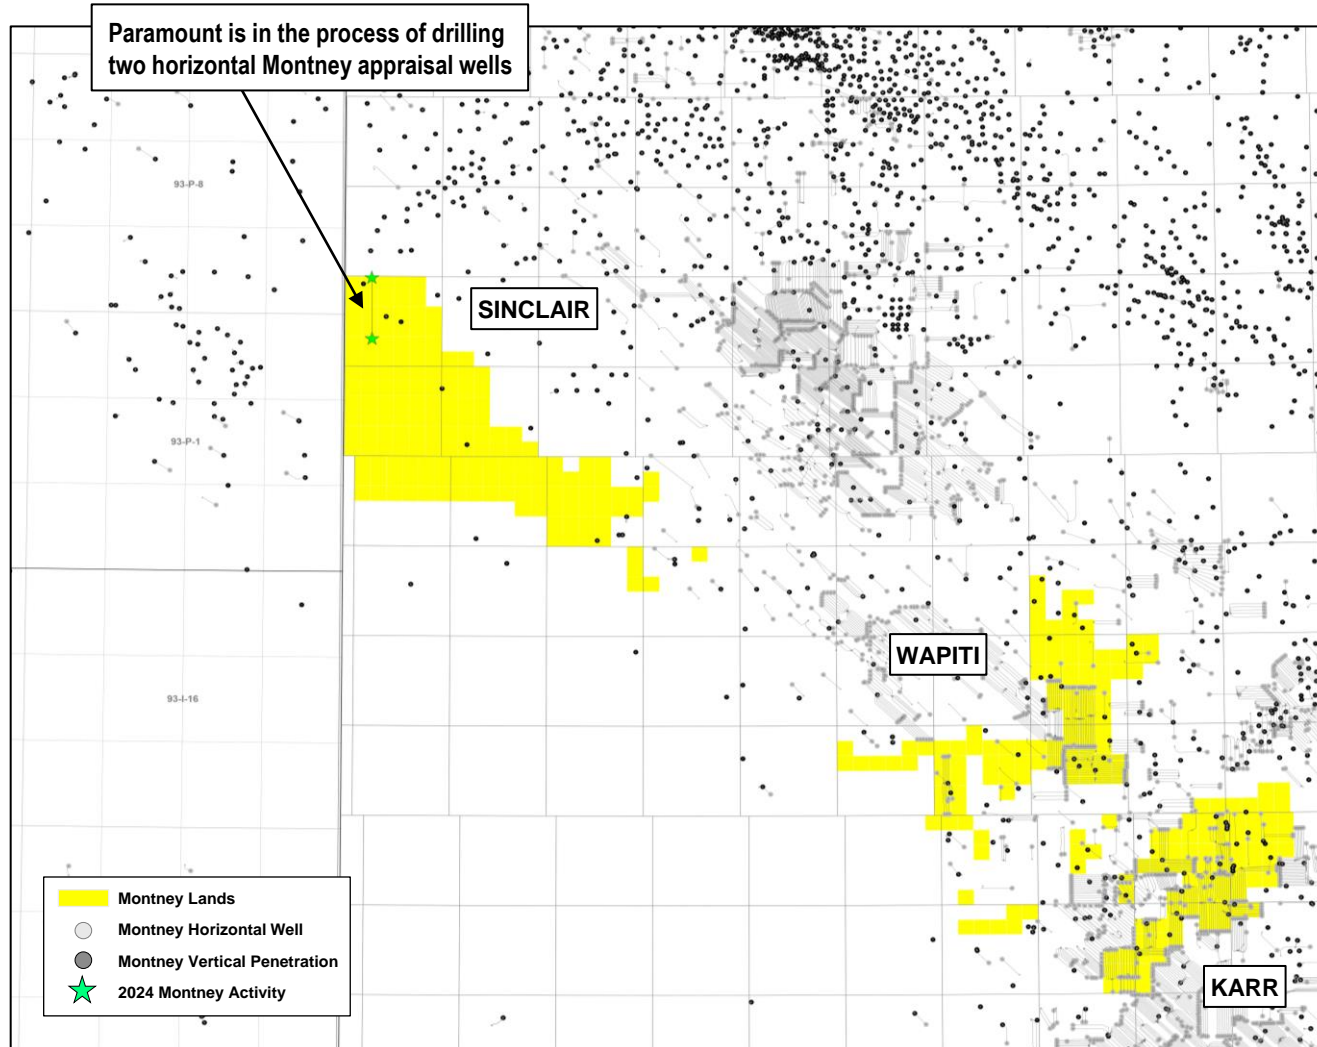 Paramount is in the process of drilling
two horizontal Montney appraisal wells
93-P-8
SINCLAIR
93-P-1
WAPITI
93-I-16
Montney Lands
Montney Horizontal Well
Montney Vertical Penetration
2024 Montney Activity
KARR